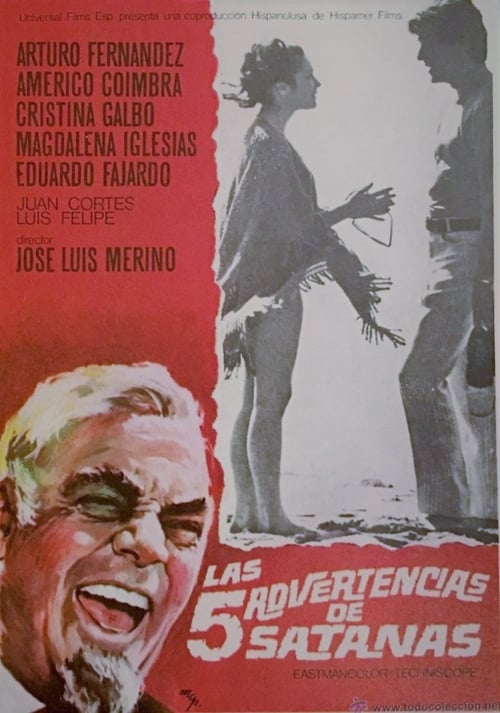 Universal Films Esp. presenta una coproducción Hispanolusa de Hispamer Films
ARTURO FERNANDEZ
AMERICO COIMBRA
CRISTINA GALBO
MAGDALENA IGLESIAS
EDUARDO FAJARDO
JUAN CORTES
LUIS FELIPE
director
JOSE LUIS MERINO
LAS
5 ADVERTENCIAS
DE
SATANAS
EASTMANCOLOR TECHNISCOPE
www.todocoleccion.net